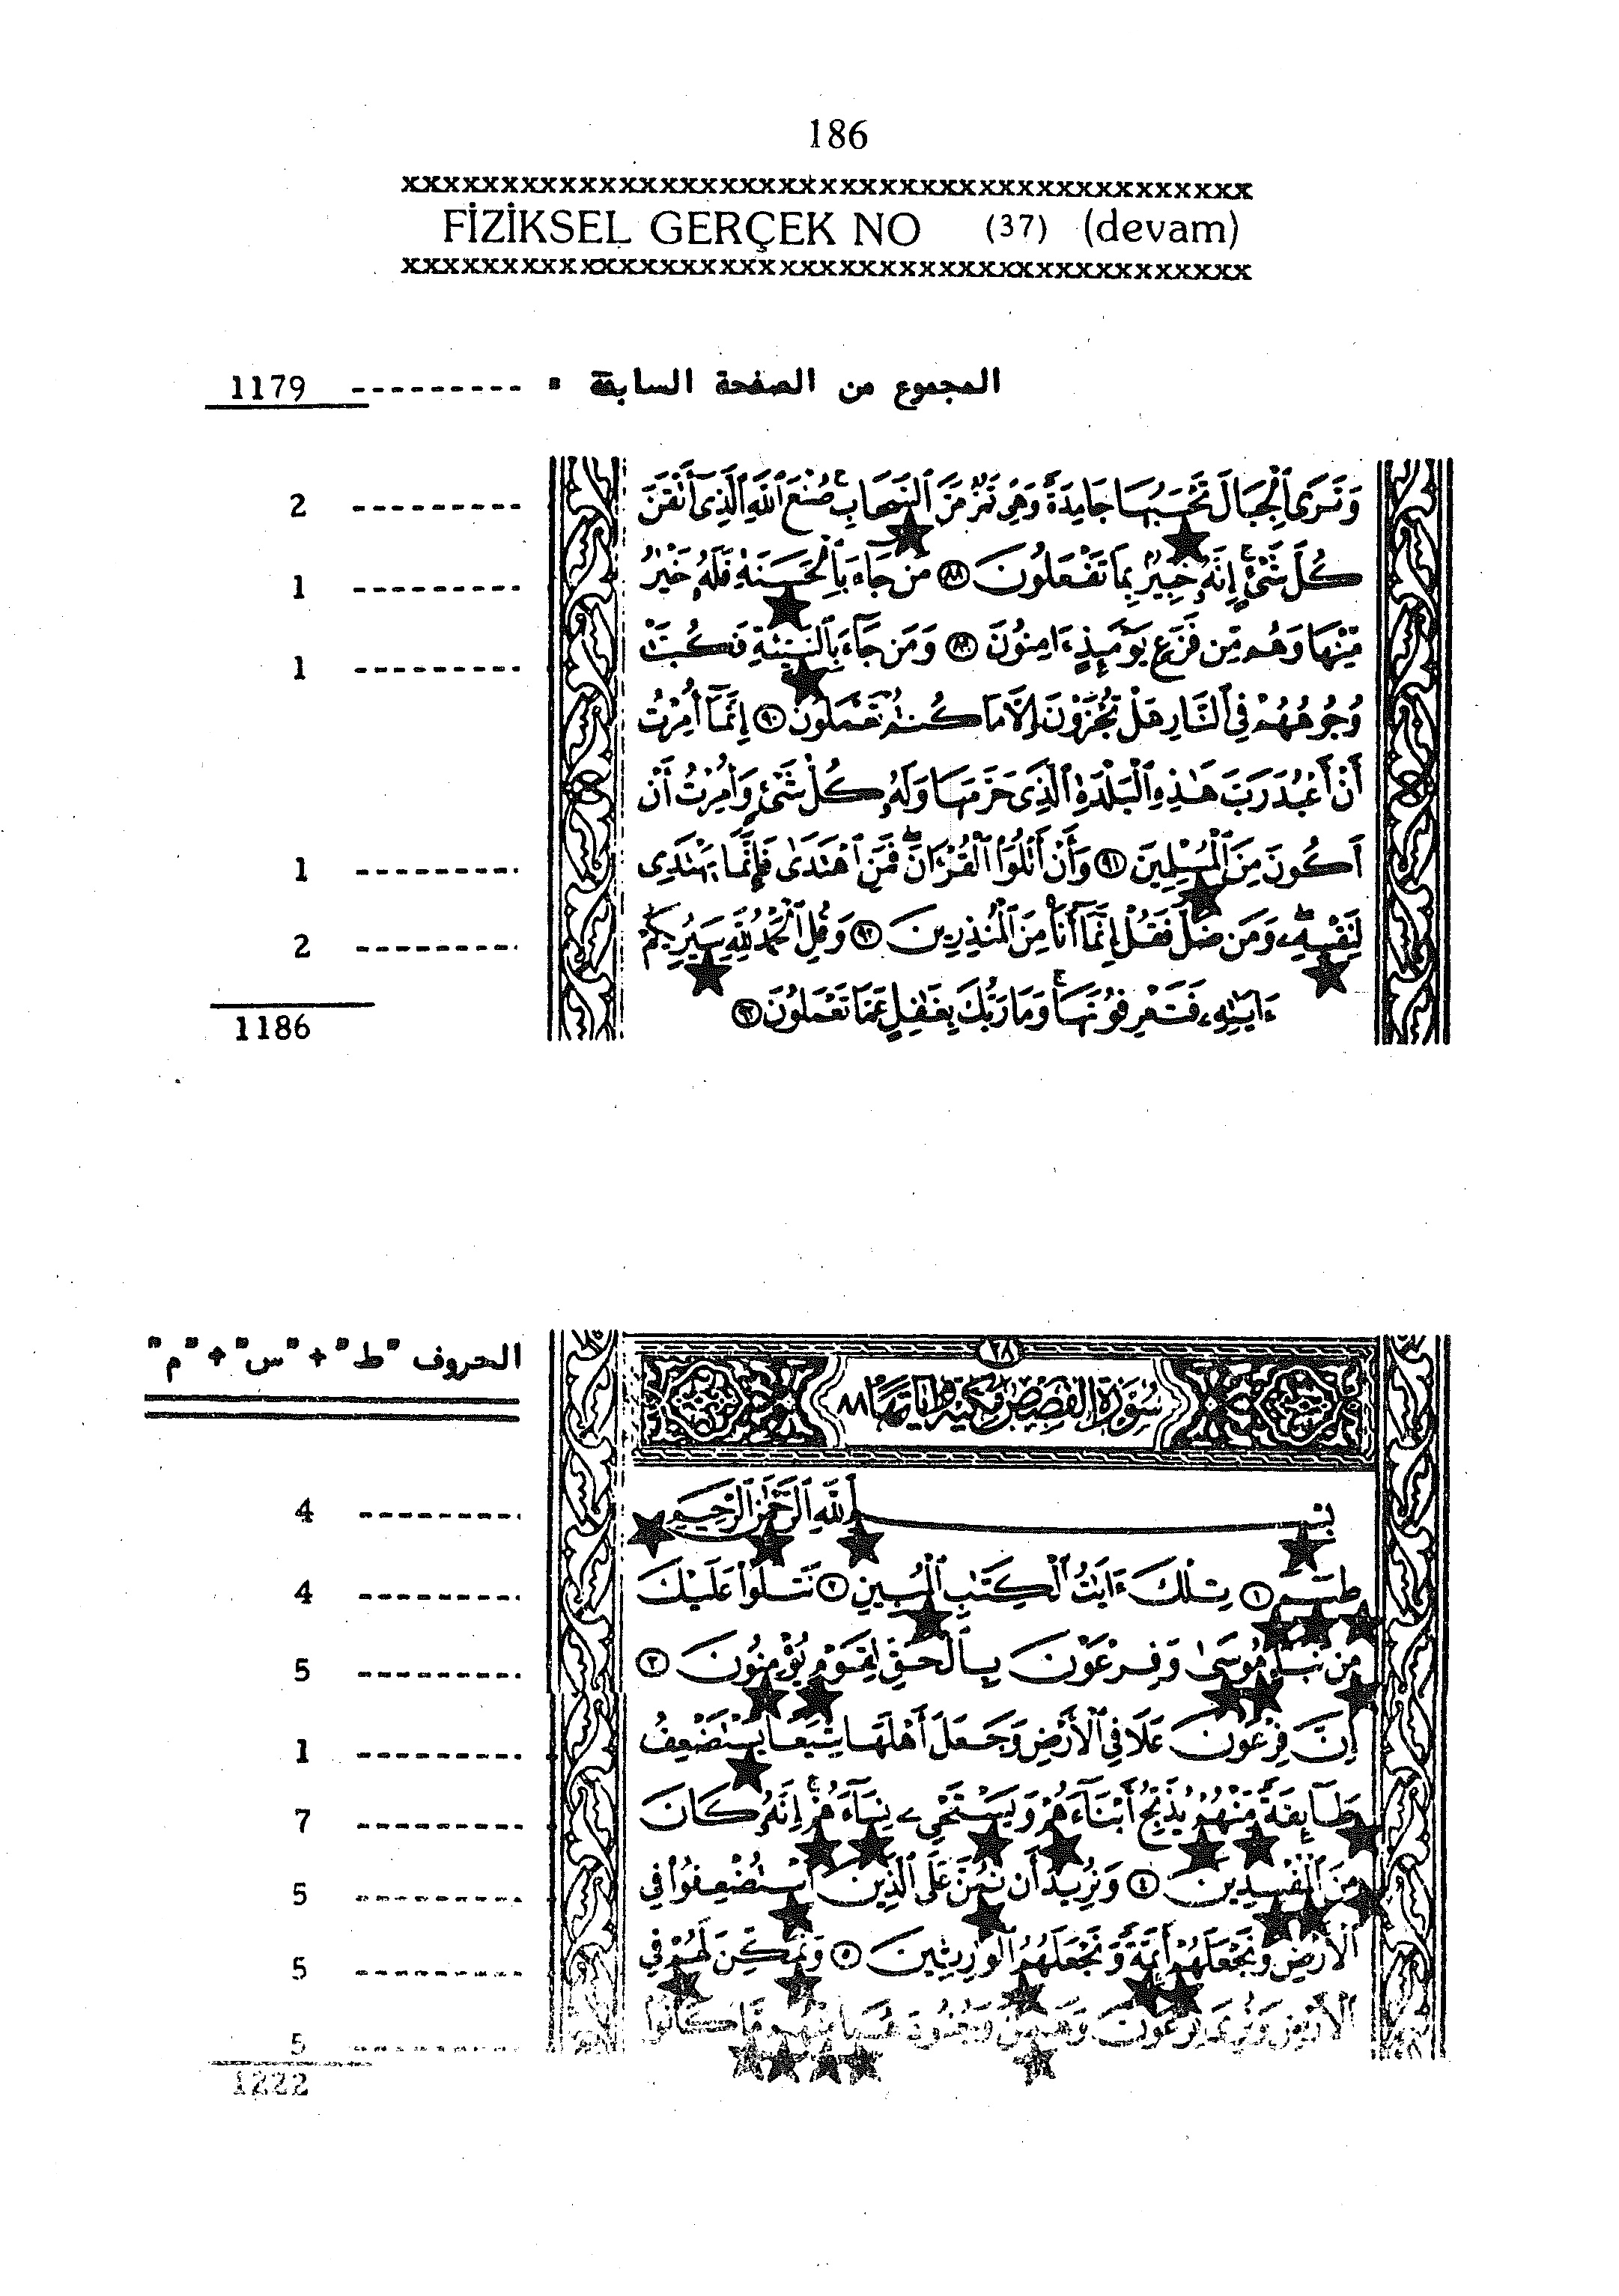 186
xxxxxxxxxxxxxxxxxxxxxxxxxxxxxxxxxxxxxxxxxxxx
FİZİKSEL GERÇEK NO (37) (devam)
xxxxxxxxxxxxxxxxxxxxxxxxxxxxxxxxxxxxxxxxxxxx
المجموع من الصفحة السابقة = --------- 1179
وَتَرَى ٱلْجِبَالَ تَحْسَبُهَا جَامِدَةً وَهِىَ تَمُرُّ مَرَّ ٱلسَّحَابِ صُنْعَ ٱللَّهِ ٱلَّذِىٓ أَتْقَنَ --------- 2
كُلَّ شَىْءٍ إِنَّهُۥ خَبِيرٌۢ بِمَا تَفْعَلُونَ ٨٨ مَن جَآءَ بِٱلْحَسَنَةِ فَلَهُۥ خَيْرٌ --------- 1
مِّنْهَا وَهُم مِّن فَزَعٍ يَوْمَئِذٍ ءَامِنُونَ ٨٩ وَمَن جَآءَ بِٱلسَّيِّئَةِ فَكُبَّتْ --------- 1
وُجُوهُهُمْ فِى ٱلنَّارِ هَلْ تُجْزَوْنَ إِلَّا مَا كُنتُمْ تَعْمَلُونَ ٩٠ إِنَّمَآ أُمِرْتُ
أَنْ أَعْبُدَ رَبَّ هَـٰذِهِ ٱلْبَلْدَةِ ٱلَّذِى حَرَّمَهَا وَلَهُۥ كُلُّ شَىْءٍ وَأُمِرْتُ أَنْ
أَكُونَ مِنَ ٱلْمُسْلِمِينَ ٩١ وَأَنْ أَتْلُوَا۟ ٱلْقُرْءَانَ فَمَنِ ٱهْتَدَىٰ فَإِنَّمَا يَهْتَدِى --------- 1
لِنَفْسِهِۦ وَمَن ضَلَّ فَقُلْ إِنَّمَآ أَنَا۠ مِنَ ٱلْمُنذِرِينَ ٩٢ وَقُلِ ٱلْحَمْدُ لِلَّهِ سَيُرِيكُمْ --------- 2
ءَايَـٰتِهِۦ فَتَعْرِفُونَهَا وَمَا رَبُّكَ بِغَـٰفِلٍ عَمَّا تَعْمَلُونَ ٩٣
1186
الحروف "ط" + "س" + "م"
٢٨
سُورَةُ القَصَصِ مَكِّيَّة وَآيَاتُهَا ٨٨
بِسْمِ ٱللَّهِ ٱلرَّحْمَـٰنِ ٱلرَّحِيمِ --------- 4
طسٓمٓ ١ تِلْكَ ءَايَـٰتُ ٱلْكِتَـٰبِ ٱلْمُبِينِ ٢ نَتْلُوا۟ عَلَيْكَ --------- 4
مِن نَّبَإِ مُوسَىٰ وَفِرْعَوْنَ بِٱلْحَقِّ لِقَوْمٍ يُؤْمِنُونَ ٣ --------- 5
إِنَّ فِرْعَوْنَ عَلَا فِى ٱلْأَرْضِ وَجَعَلَ أَهْلَهَا شِيَعًا يَسْتَضْعِفُ --------- 1
طَآئِفَةً مِّنْهُمْ يُذَبِّحُ أَبْنَآءَهُمْ وَيَسْتَحْىِۦ نِسَآءَهُمْ إِنَّهُۥ كَانَ --------- 7
مِنَ ٱلْمُفْسِدِينَ ٤ وَنُرِيدُ أَن نَّمُنَّ عَلَى ٱلَّذِينَ ٱسْتُضْعِفُوا۟ فِى --------- 5
ٱلْأَرْضِ وَنَجْعَلَهُمْ أَئِمَّةً وَنَجْعَلَهُمُ ٱلْوَٰرِثِينَ ٥ وَنُمَكِّنَ لَهُمْ فِى --------- 5
ٱلْأَرْضِ وَنُرِىَ فِرْعَوْنَ وَهَـٰمَـٰنَ وَجُنُودَهُمَا مِنْهُم مَّا كَانُوا۟ --------- 5
1222